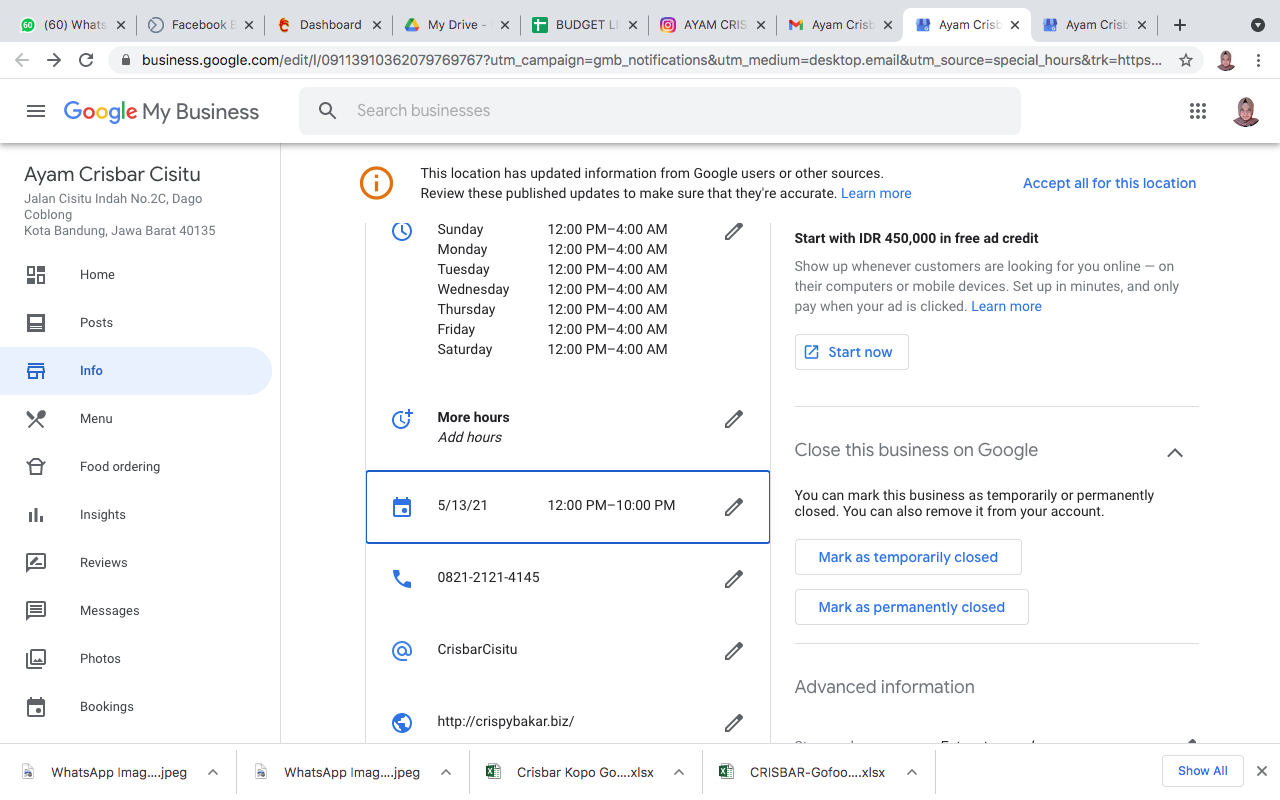 60
(60) Whats
Facebook B
Dashboard
My Drive -
BUDGET LI
AYAM CRIS
Ayam Crisb
Ayam Crisb
Ayam Crisb
business.google.com/edit/l/09113910362079769767?utm_campaign=gmb_notifications&utm_medium=desktop.email&utm_source=special_hours&trk=https...
Google My Business
Search businesses
Ayam Crisbar Cisitu
Jalan Cisitu Indah No.2C, Dago
Coblong
Kota Bandung, Jawa Barat 40135
Home
Posts
Info
Menu
Food ordering
Insights
Reviews
Messages
Photos
Bookings
This location has updated information from Google users or other sources.
Review these published updates to make sure that they're accurate. Learn more
Accept all for this location
Sunday 12:00 PM–4:00 AM
Monday 12:00 PM–4:00 AM
Tuesday 12:00 PM–4:00 AM
Wednesday 12:00 PM–4:00 AM
Thursday 12:00 PM–4:00 AM
Friday 12:00 PM–4:00 AM
Saturday 12:00 PM–4:00 AM
More hours
Add hours
5/13/21 12:00 PM–10:00 PM
0821-2121-4145
CrisbarCisitu
http://crispybakar.biz/
Start with IDR 450,000 in free ad credit
Show up whenever customers are looking for you online — on
their computers or mobile devices. Set up in minutes, and only
pay when your ad is clicked. Learn more
Start now
Close this business on Google
You can mark this business as temporarily or permanently
closed. You can also remove it from your account.
Mark as temporarily closed
Mark as permanently closed
Advanced information
WhatsApp Imag....jpeg
WhatsApp Imag....jpeg
Crisbar Kopo Go....xlsx
CRISBAR-Gofoo....xlsx
Show All